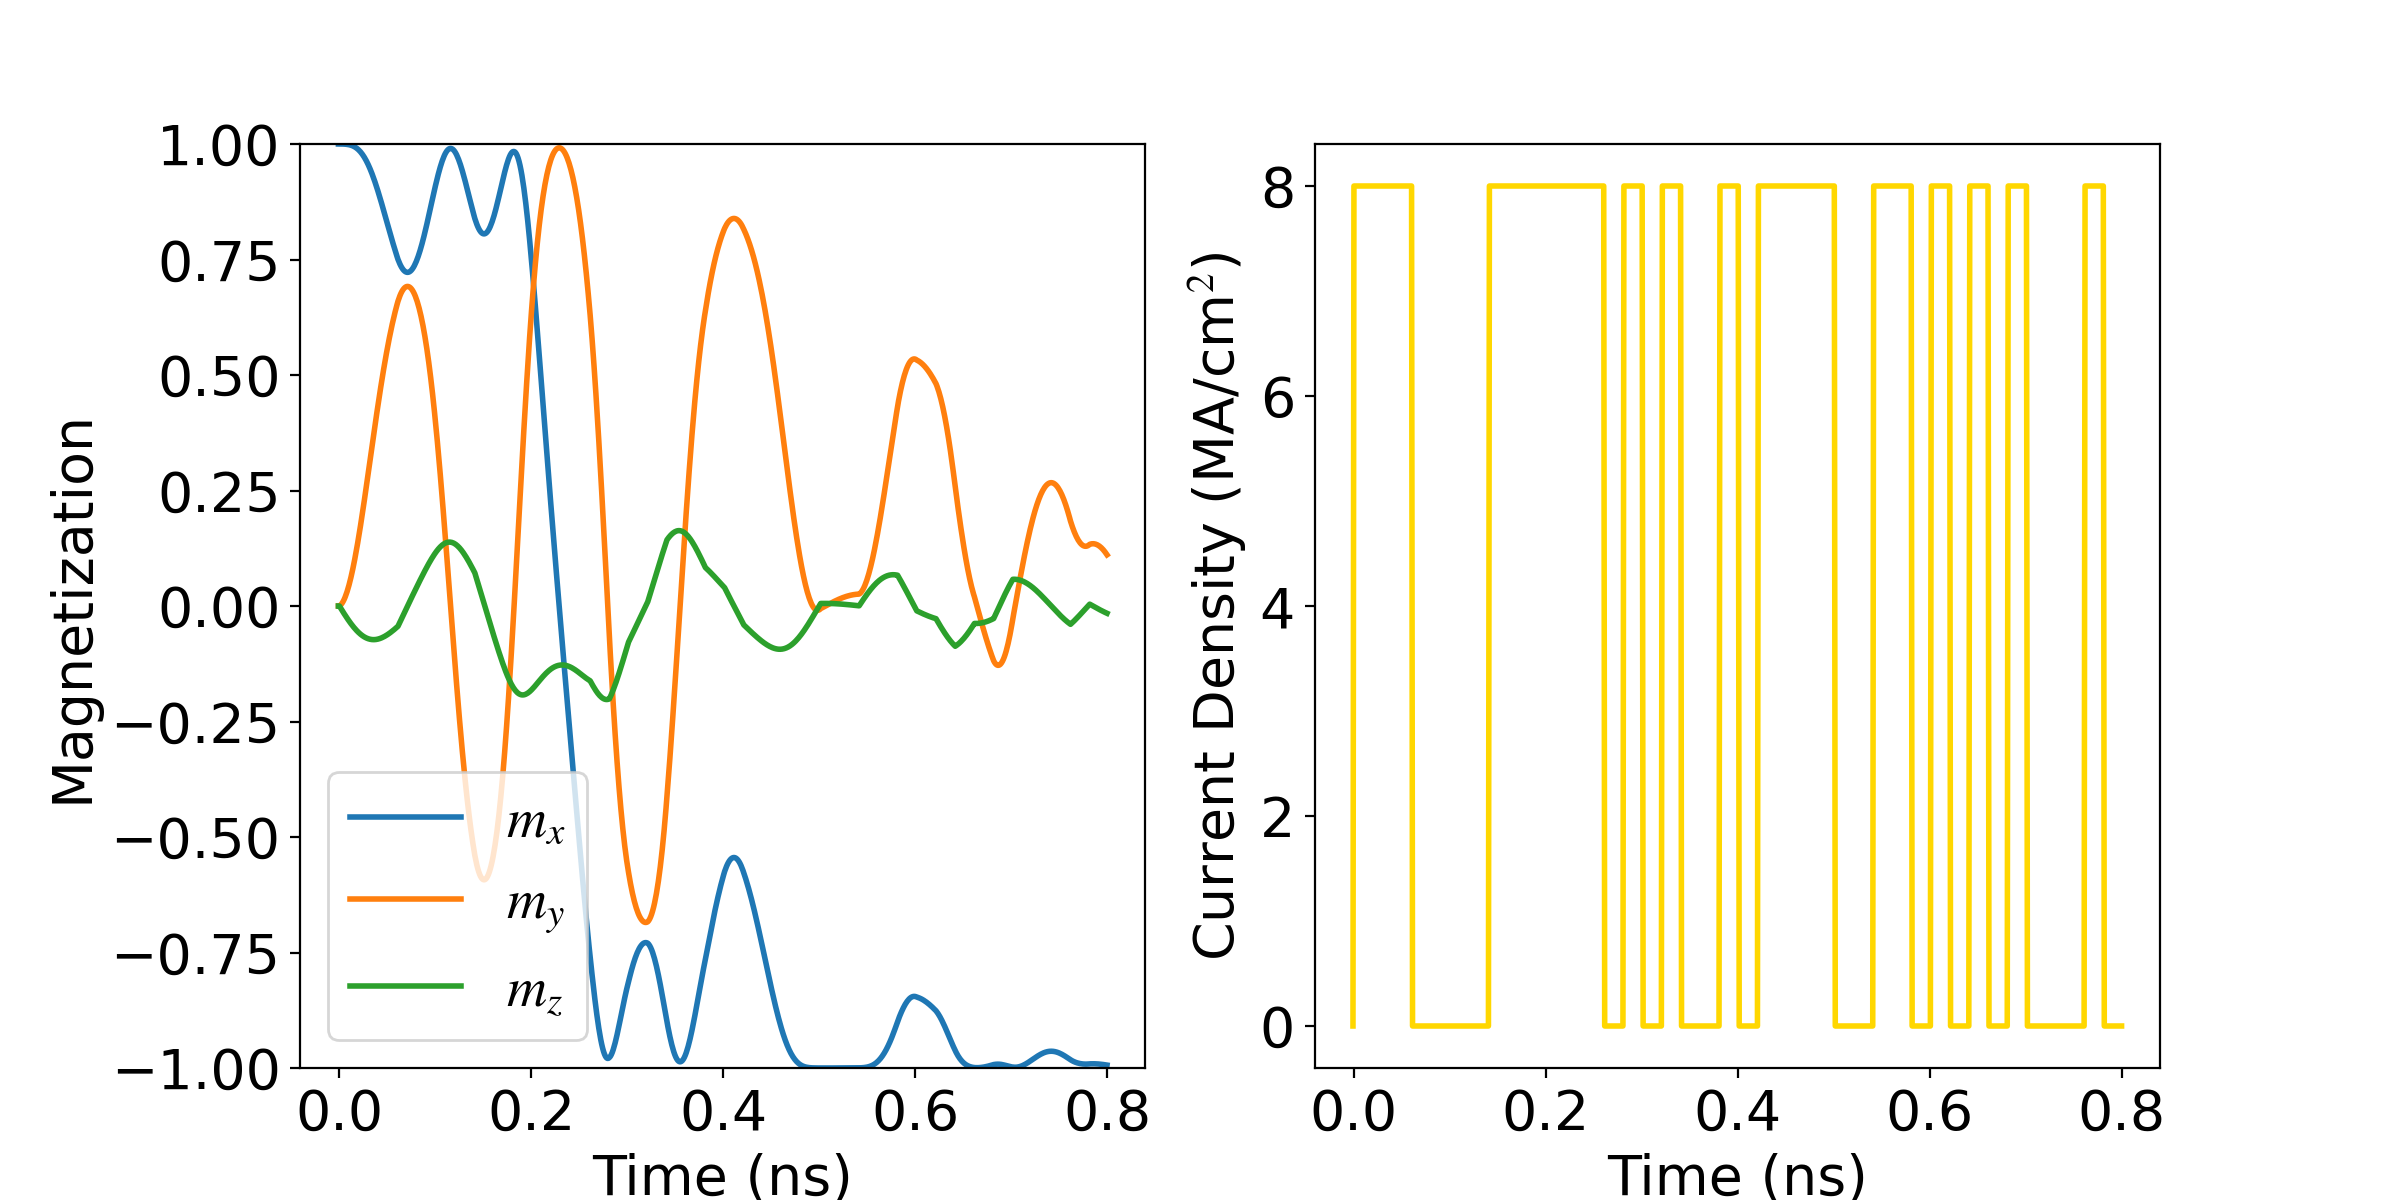 Magnetization
1.00
0.75
0.50
0.25
0.00
−0.25
−0.50
−0.75
−1.00
m_x
m_y
m_z
0.0 0.2 0.4 0.6 0.8
Time (ns)
Current Density (MA/cm²)
8
6
4
2
0
0.0 0.2 0.4 0.6 0.8
Time (ns)